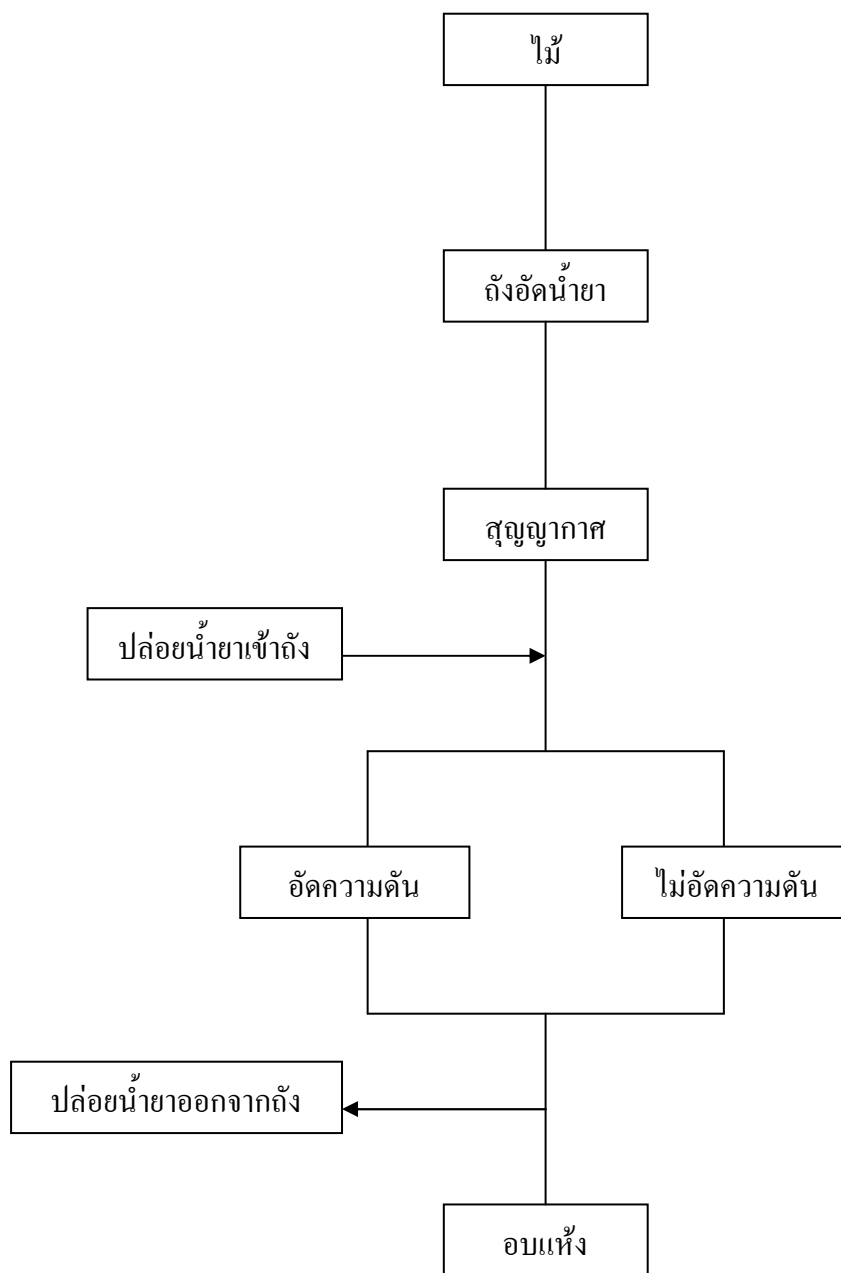 ไม้
ถังอัดน้ำยา
สุญญากาศ
ปล่อยน้ำยาเข้าถัง
อัดความดัน
ไม่อัดความดัน
ปล่อยน้ำยาออกจากถัง
อบแห้ง